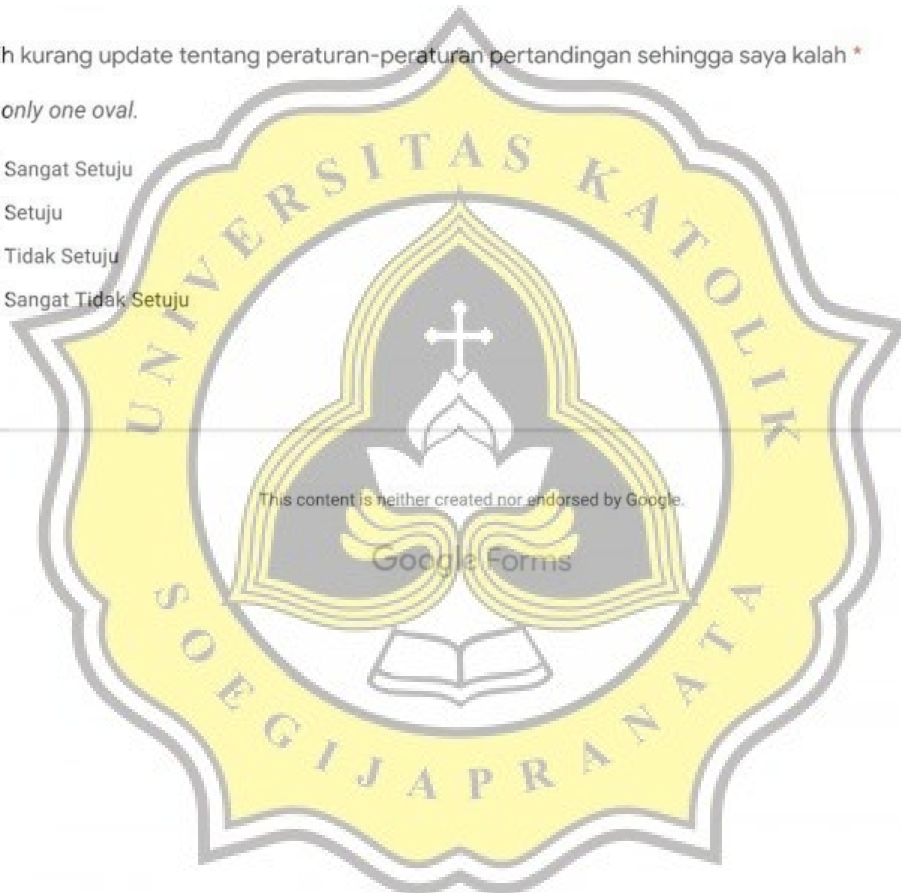 h kurang update tentang peraturan-peraturan pertandingan sehingga saya kalah *
only one oval.
Sangat Setuju
Setuju
Tidak Setuju
Sangat Tidak Setuju
UNIVERSITAS KATOLIK
This content is neither created nor endorsed by Google.
Google Forms
SOEGIJAPRANATA